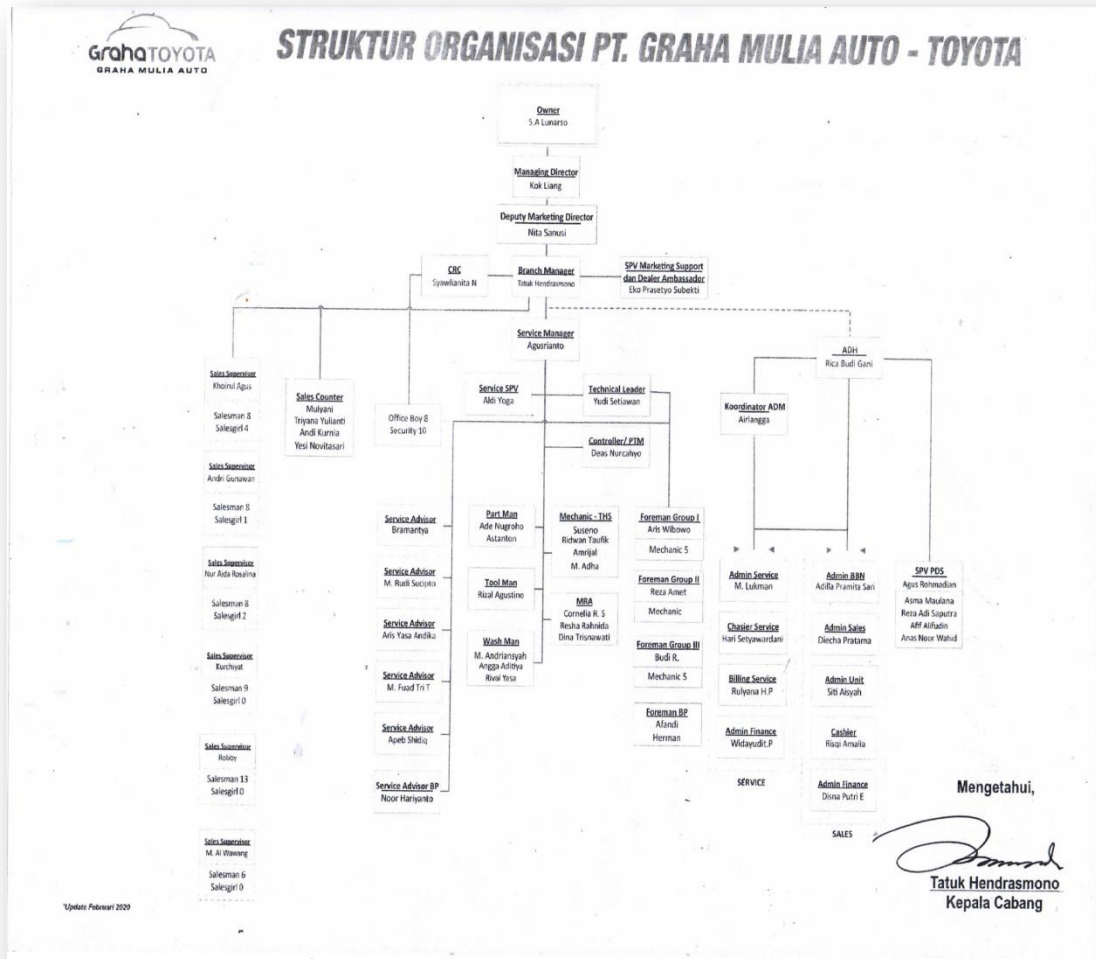 Graha TOYOTA
GRAHA MULIA AUTO
STRUKTUR ORGANISASI PT. GRAHA MULIA AUTO - TOYOTA
Owner
S.A Lunarso
Managing Director
Kok Liang
Deputy Marketing Director
Nita Sanusi
CRC
Syawlianita N
Branch Manager
Tatuk Hendrasmono
SPV Marketing Support
dan Dealer Ambassador
Eko Prasetyo Subekti
Service Manager
Agusrianto
ADH
Rica Budi Gani
Sales Supervisor
Khoirul Agus
Salesman 8
Salesgirl 4
Sales Supervisor
Andri Gunawan
Salesman 8
Salesgirl 1
Sales Supervisor
Nur Aida Rosalina
Salesman 8
Salesgirl 2
Sales Supervisor
Kurchiyat
Salesman 9
Salesgirl 0
Sales Supervisor
Robby
Salesman 13
Salesgirl 0
Sales Supervisor
M. Al Wawang
Salesman 6
Salesgirl 0
Sales Counter
Mulyani
Triyana Yulianti
Andi Kurnia
Yesi Novitasari
Office Boy 8
Security 10
Service SPV
Aldi Yoga
Technical Leader
Yudi Setiawan
Controller/ PTM
Deas Nurcahyo
Koordinator ADM
Airlangga
Service Advisor
Bramantya
Service Advisor
M. Rudi Sucipto
Service Advisor
Aris Yasa Andika
Service Advisor
M. Fuad Tri T
Service Advisor
Apeb Shidiq
Service Advisor BP
Noor Hariyanto
Part Man
Ade Nugroho
Astanton
Tool Man
Rizal Agustino
Wash Man
M. Andriansyah
Angga Aditiya
Rivai Yasa
Mechanic - THS
Suseno
Ridwan Taufik
Amrijal
M. Adha
MRA
Cornelia R. S
Resha Rahnida
Dina Trisnawati
Foreman Group I
Aris Wibowo
Mechanic 5
Foreman Group II
Reza Amet
Mechanic
Foreman Group III
Budi R.
Mechanic 5
Foreman BP
Afandi
Herman
Admin Service
M. Lukman
Chasier Service
Hari Setyawardani
Billing Service
Rulyana H.P
Admin Finance
Widayudit.P
SERVICE
Admin BBN
Adilla Pramita Sari
Admin Sales
Diecha Pratama
Admin Unit
Siti Aisyah
Cashier
Risqi Amalia
Admin Finance
Disna Putri E
SALES
SPV PDS
Agus Rohmadian
Asma Maulana
Reza Adi Saputra
Afif Alifudin
Anas Noor Wahid
Mengetahui,
Tatuk Hendrasmono
Kepala Cabang
*Update Februari 2020